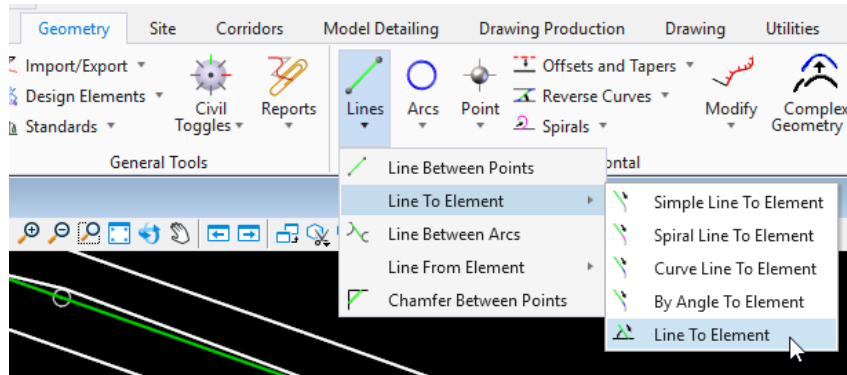 Geometry Site Corridors Model Detailing Drawing Production Drawing Utilities
Import/Export
Design Elements
Standards
Civil Toggles
Reports
General Tools
Lines
Arcs
Point
Offsets and Tapers
Reverse Curves
Spirals
Modify
Complex Geometry
Line Between Points
Line To Element
Line Between Arcs
Line From Element
Chamfer Between Points
Simple Line To Element
Spiral Line To Element
Curve Line To Element
By Angle To Element
Line To Element